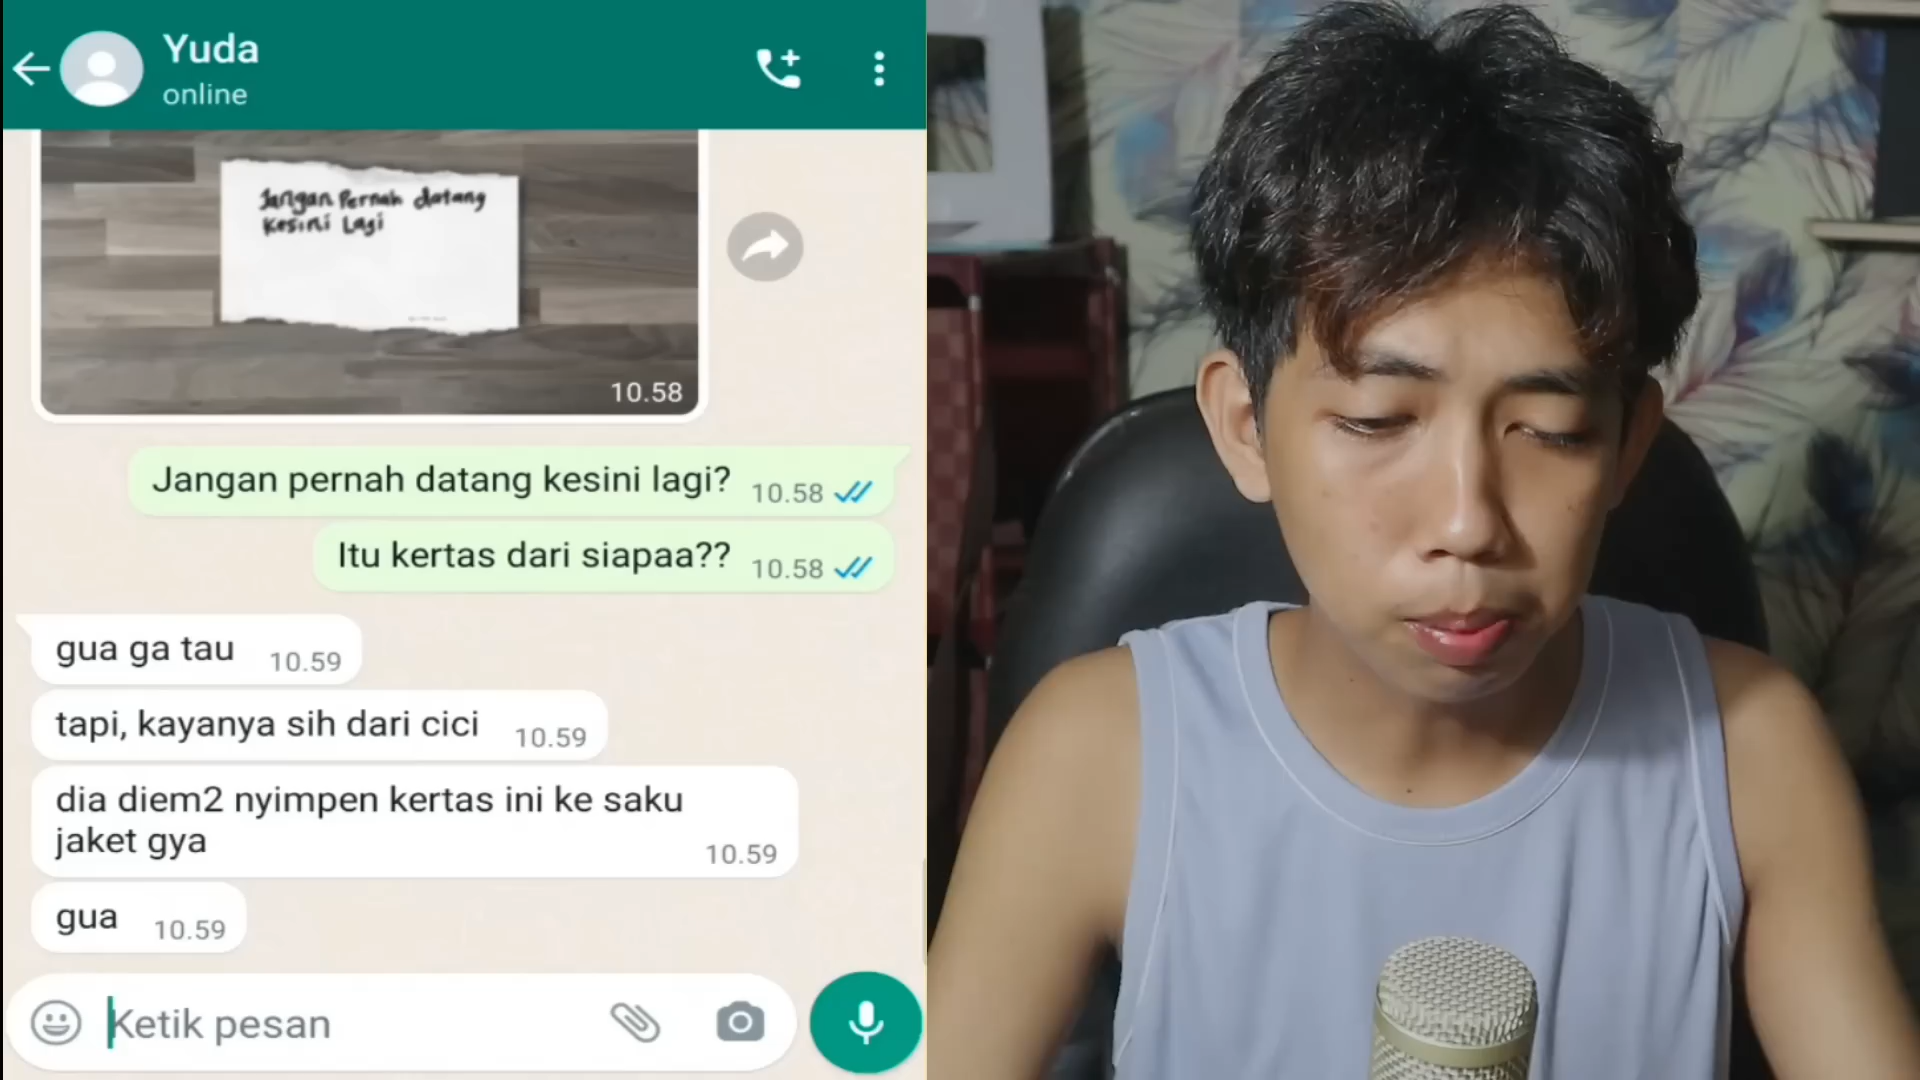 Yuda
online
Jangan Pernah datang
Kesini Lagi
10.58
Jangan pernah datang kesini lagi? 10.58
Itu kertas dari siapaa?? 10.58
gua ga tau 10.59
tapi, kayanya sih dari cici 10.59
dia diem2 nyimpen kertas ini ke saku
jaket gya 10.59
gua 10.59
Ketik pesan